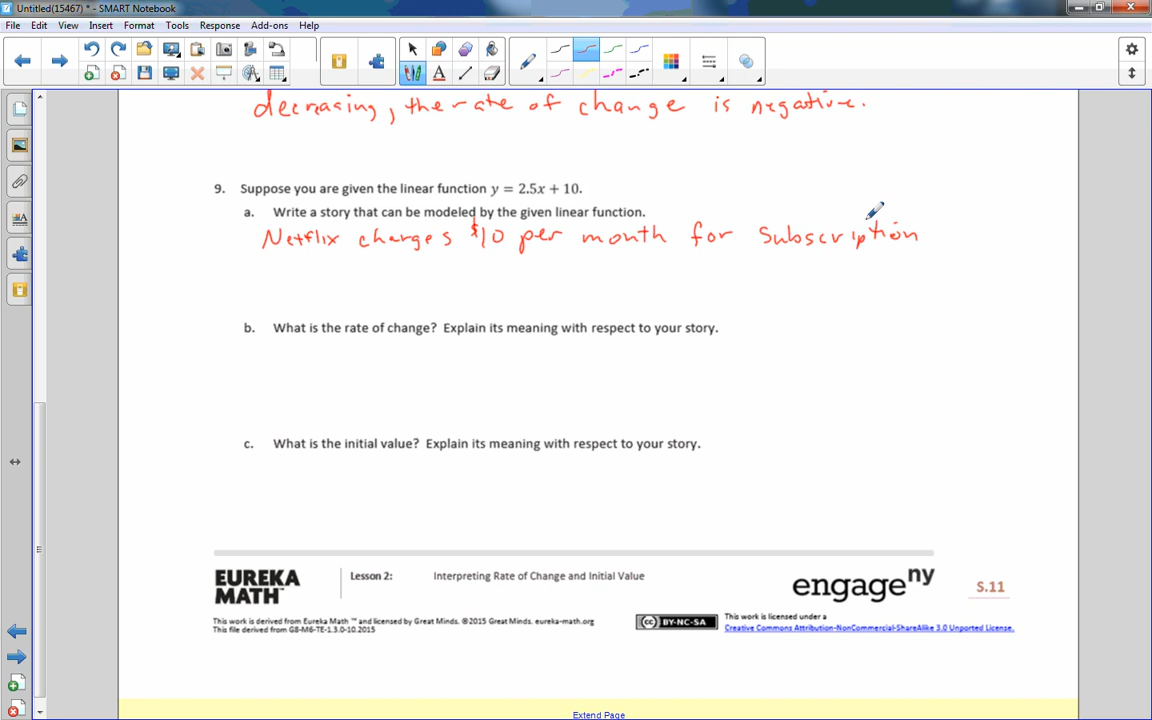 Untitled(15467) * - SMART Notebook
File Edit View Insert Format Tools Response Add-ons Help
decreasing, the rate of change is negative.
9. Suppose you are given the linear function y = 2.5x + 10.
a. Write a story that can be modeled by the given linear function.
Netflix charges $10 per month for subscription
b. What is the rate of change? Explain its meaning with respect to your story.
c. What is the initial value? Explain its meaning with respect to your story.
EUREKA MATH™ Lesson 2: Interpreting Rate of Change and Initial Value engage ny S.11
This work is derived from Eureka Math ™ and licensed by Great Minds. ©2015 Great Minds. eureka-math.org
This file derived from G8-M6-TE-1.3.0-10.2015
(cc) BY-NC-SA
This work is licensed under a
Creative Commons Attribution-NonCommercial-ShareAlike 3.0 Unported License.
Extend Page